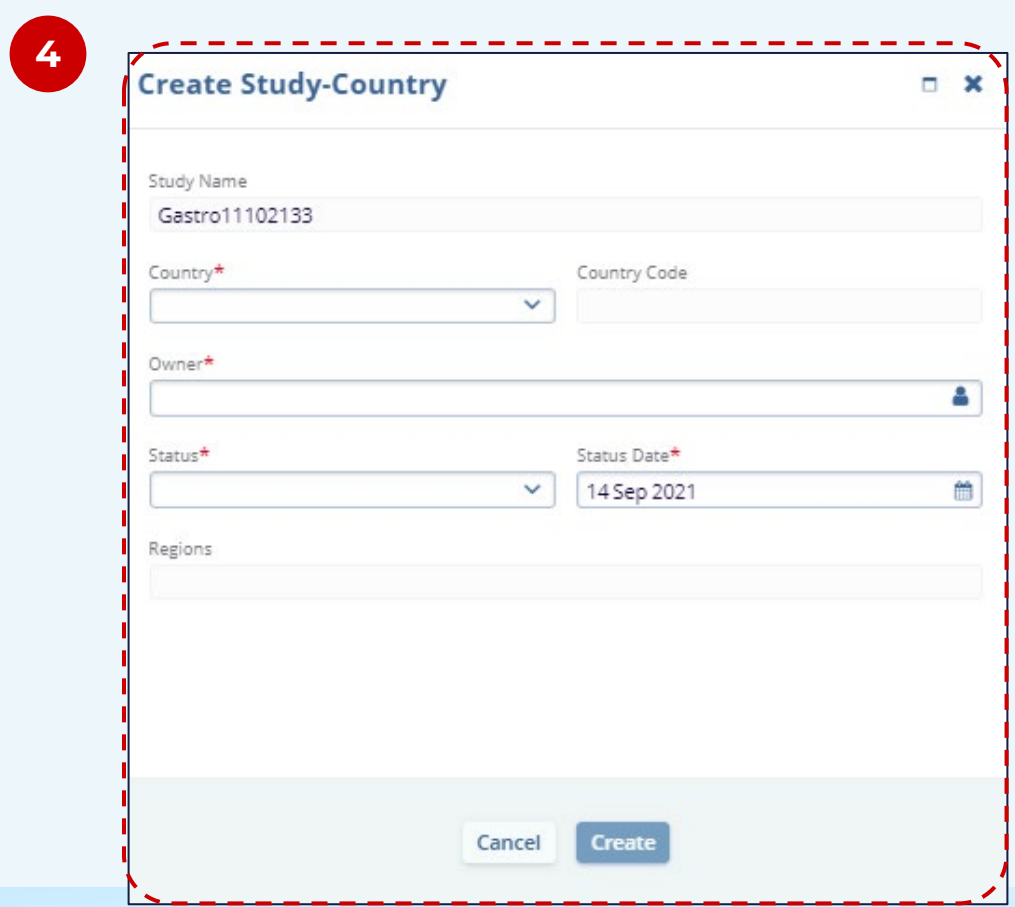 4
Create Study-Country
Study Name
Gastro11102133
Country* Country Code
Owner*
Status* Status Date*
14 Sep 2021
Regions
Cancel Create